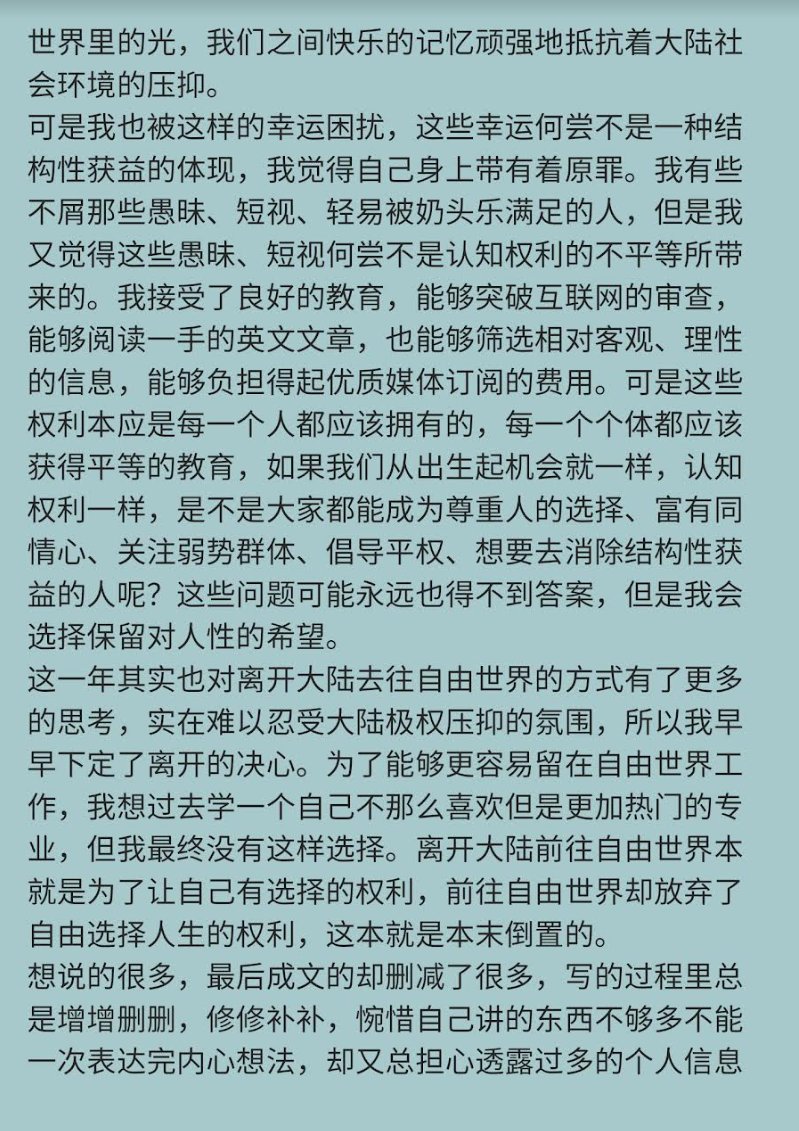 世界里的光，我们之间快乐的记忆顽强地抵抗着大陆社
会环境的压抑。
可是我也被这样的幸运困扰，这些幸运何尝不是一种结
构性获益的体现，我觉得自己身上带有着原罪。我有些
不屑那些愚昧、短视、轻易被奶头乐满足的人，但是我
又觉得这些愚昧、短视何尝不是认知权利的不平等所带
来的。我接受了良好的教育，能够突破互联网的审查，
能够阅读一手的英文文章，也能够筛选相对客观、理性
的信息，能够负担得起优质媒体订阅的费用。可是这些
权利本应是每一个人都应该拥有的，每一个个体都应该
获得平等的教育，如果我们从出生起机会就一样，认知
权利一样，是不是大家都能成为尊重人的选择、富有同
情心、关注弱势群体、倡导平权、想要去消除结构性获
益的人呢？这些问题可能永远也得不到答案，但是我会
选择保留对人性的希望。
这一年其实也对离开大陆去往自由世界的方式有了更多
的思考，实在难以忍受大陆极权压抑的氛围，所以我早
早下定了离开的决心。为了能够更容易留在自由世界工
作，我想过去学一个自己不那么喜欢但是更加热门的专
业，但我最终没有这样选择。离开大陆前往自由世界本
就是为了让自己有选择的权利，前往自由世界却放弃了
自由选择人生的权利，这本就是本末倒置的。
想说的很多，最后成文的却删减了很多，写的过程里总
是增增删删，修修补补，惋惜自己讲的东西不够多不能
一次表达完内心想法，却又总担心透露过多的个人信息